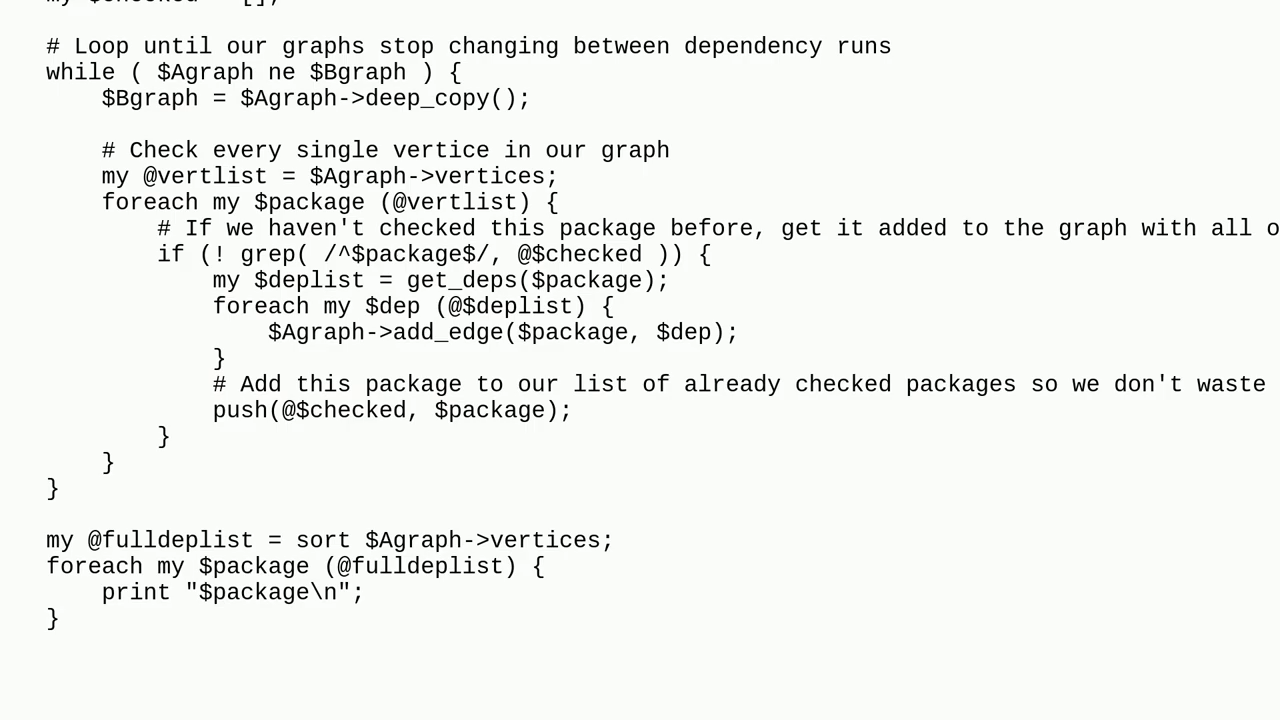 my $checked = [];

# Loop until our graphs stop changing between dependency runs
while ( $Agraph ne $Bgraph ) {
    $Bgraph = $Agraph->deep_copy();

    # Check every single vertice in our graph
    my @vertlist = $Agraph->vertices;
    foreach my $package (@vertlist) {
        # If we haven't checked this package before, get it added to the graph with all o
        if (! grep( /^$package$/, @$checked )) {
            my $deplist = get_deps($package);
            foreach my $dep (@$deplist) {
                $Agraph->add_edge($package, $dep);
            }
            # Add this package to our list of already checked packages so we don't waste
            push(@$checked, $package);
        }
    }
}

my @fulldeplist = sort $Agraph->vertices;
foreach my $package (@fulldeplist) {
    print "$package\n";
}